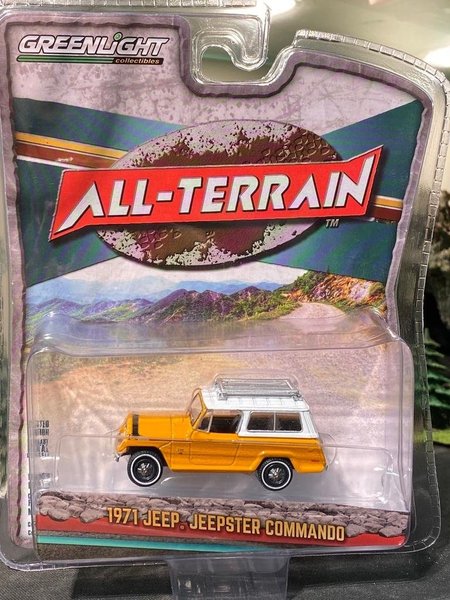 GREENLiGHT
collectibles
ALL-TERRAIN
TM
1971 JEEP® JEEPSTER COMMANDO